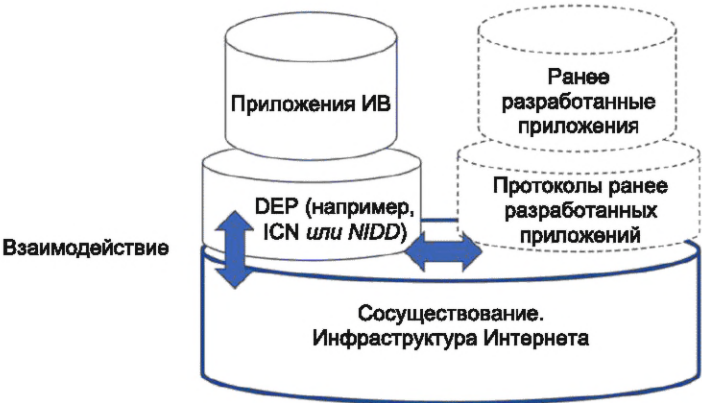 Приложения ИВ
Ранее
разработанные
приложения
DEP (например,
ICN или NIDD)
Протоколы ранее
разработанных
приложений
Взаимодействие
Сосуществование.
Инфраструктура Интернета